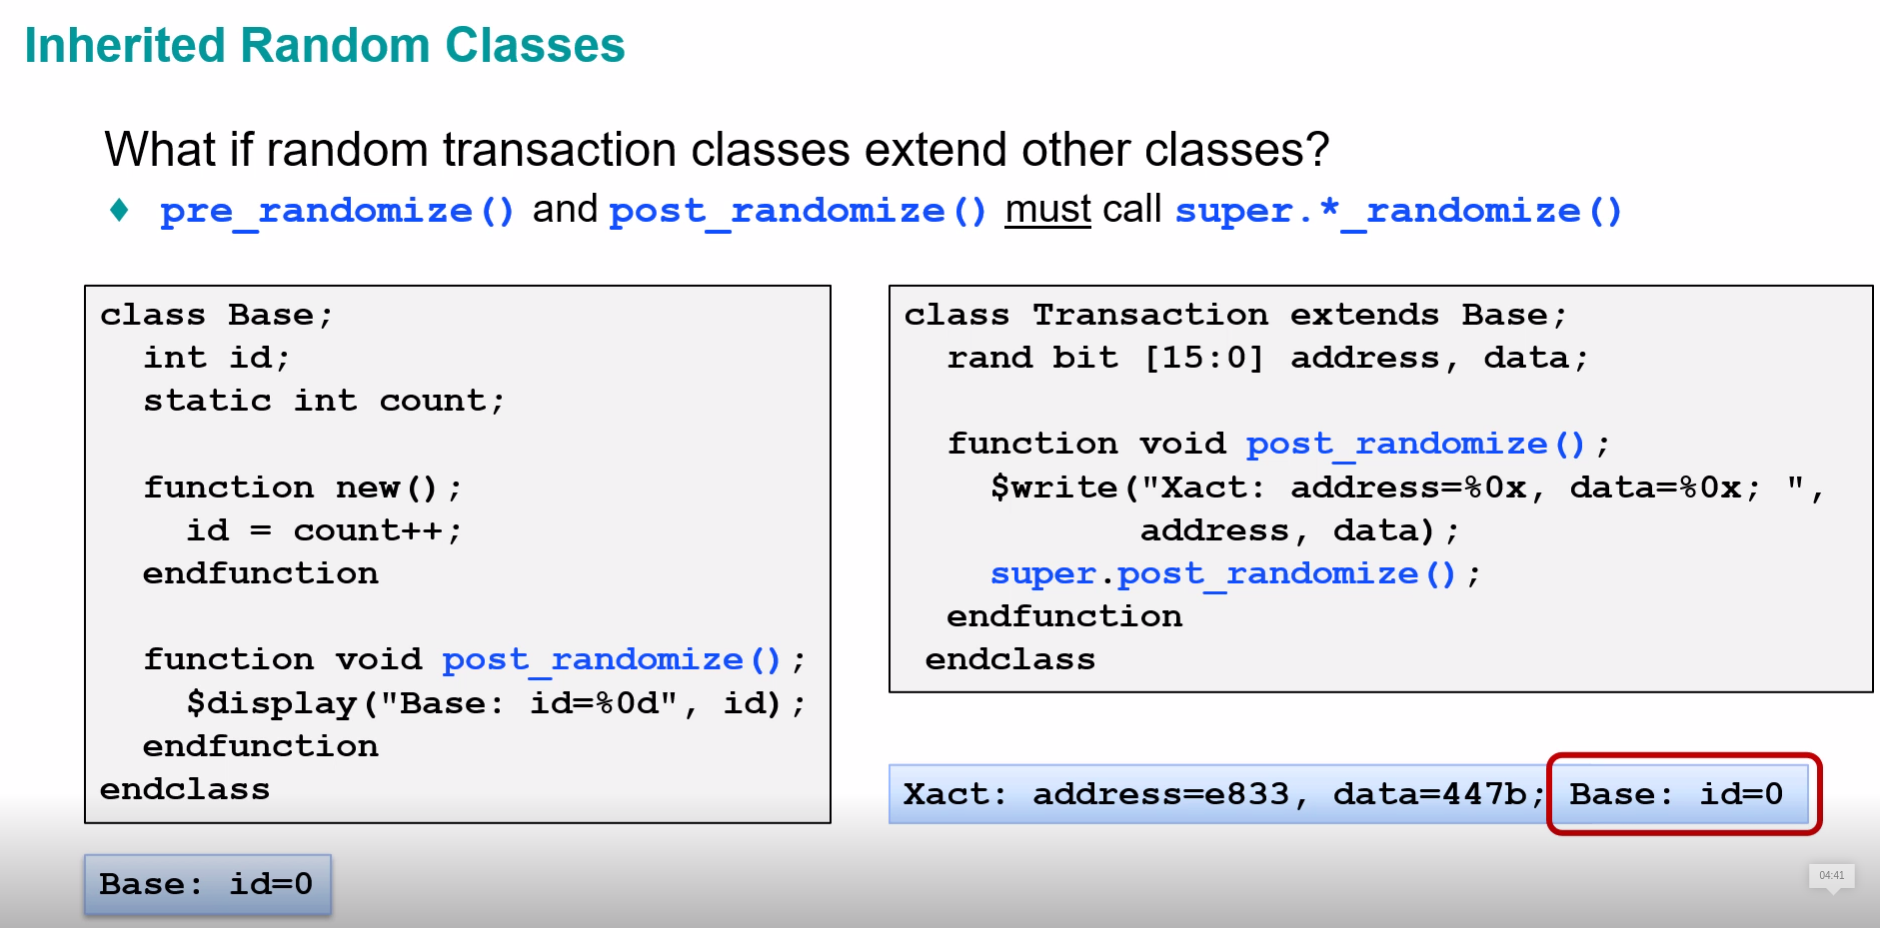 Inherited Random Classes
What if random transaction classes extend other classes?
♦ pre_randomize() and post_randomize() must call super.*_randomize()
class Base;
  int id;
  static int count;

  function new();
    id = count++;
  endfunction

  function void post_randomize();
    $display("Base: id=%0d", id);
  endfunction
endclass
Base: id=0
class Transaction extends Base;
  rand bit [15:0] address, data;

  function void post_randomize();
    $write("Xact: address=%0x, data=%0x; ",
           address, data);
    super.post_randomize();
  endfunction
 endclass
Xact: address=e833, data=447b; Base: id=0
04:41